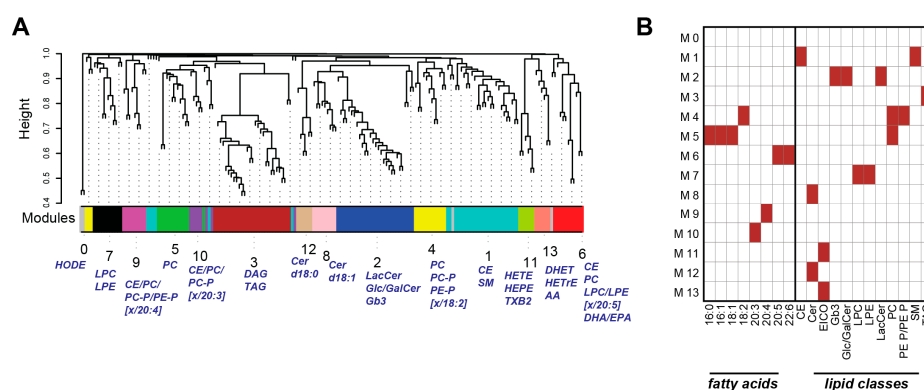 A
B
Height
1.0
0.9
0.8
0.7
0.6
0.5
0.4
Modules
0
7
9
5
10
3
12
8
2
4
1
11
13
6
HODE
LPC
LPE
CE/PC/
PC-P/PE-P
[x/20:4]
PC
CE/PC/
PC-P
[x/20:3]
DAG
TAG
Cer
d18:0
Cer
d18:1
LacCer
Glc/GalCer
Gb3
PC
PC-P
PE-P
[x/18:2]
CE
SM
HETE
HEPE
TXB2
DHET
HETrE
AA
CE
PC
LPC/LPE
[x/20:5]
DHA/EPA
M 0
M 1
M 2
M 3
M 4
M 5
M 6
M 7
M 8
M 9
M 10
M 11
M 12
M 13
16:0
16:1
18:1
18:2
20:3
20:4
20:5
22:6
CE
Cer
EICO
Gb3
Glc/GalCer
LPC
LPE
LacCer
PC
PE P/PE P
SM
fatty acids
lipid classes